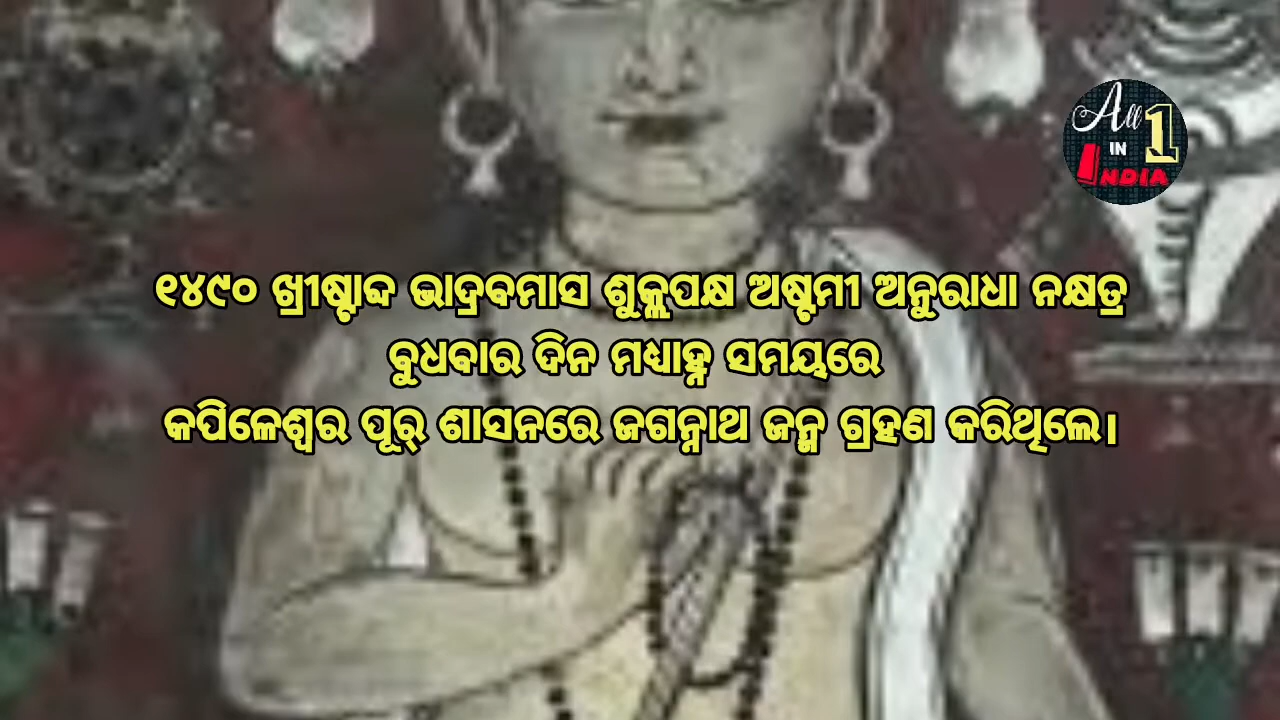 All
IN 1
INDIA
୧୪୯୦ ଖ୍ରୀଷ୍ଟାବ୍ଦ ଭାଦ୍ରବମାସ ଶୁକ୍ଳପକ୍ଷ ଅଷ୍ଟମୀ ଅନୁରାଧା ନକ୍ଷତ୍ର
ବୁଧବାର ଦିନ ମଧ୍ୟାହ୍ନ ସମୟରେ
କପିଳେଶ୍ୱର ପୂର୍ ଶାସନରେ ଜଗନ୍ନାଥ ଜନ୍ମ ଗ୍ରହଣ କରିଥିଲେ।